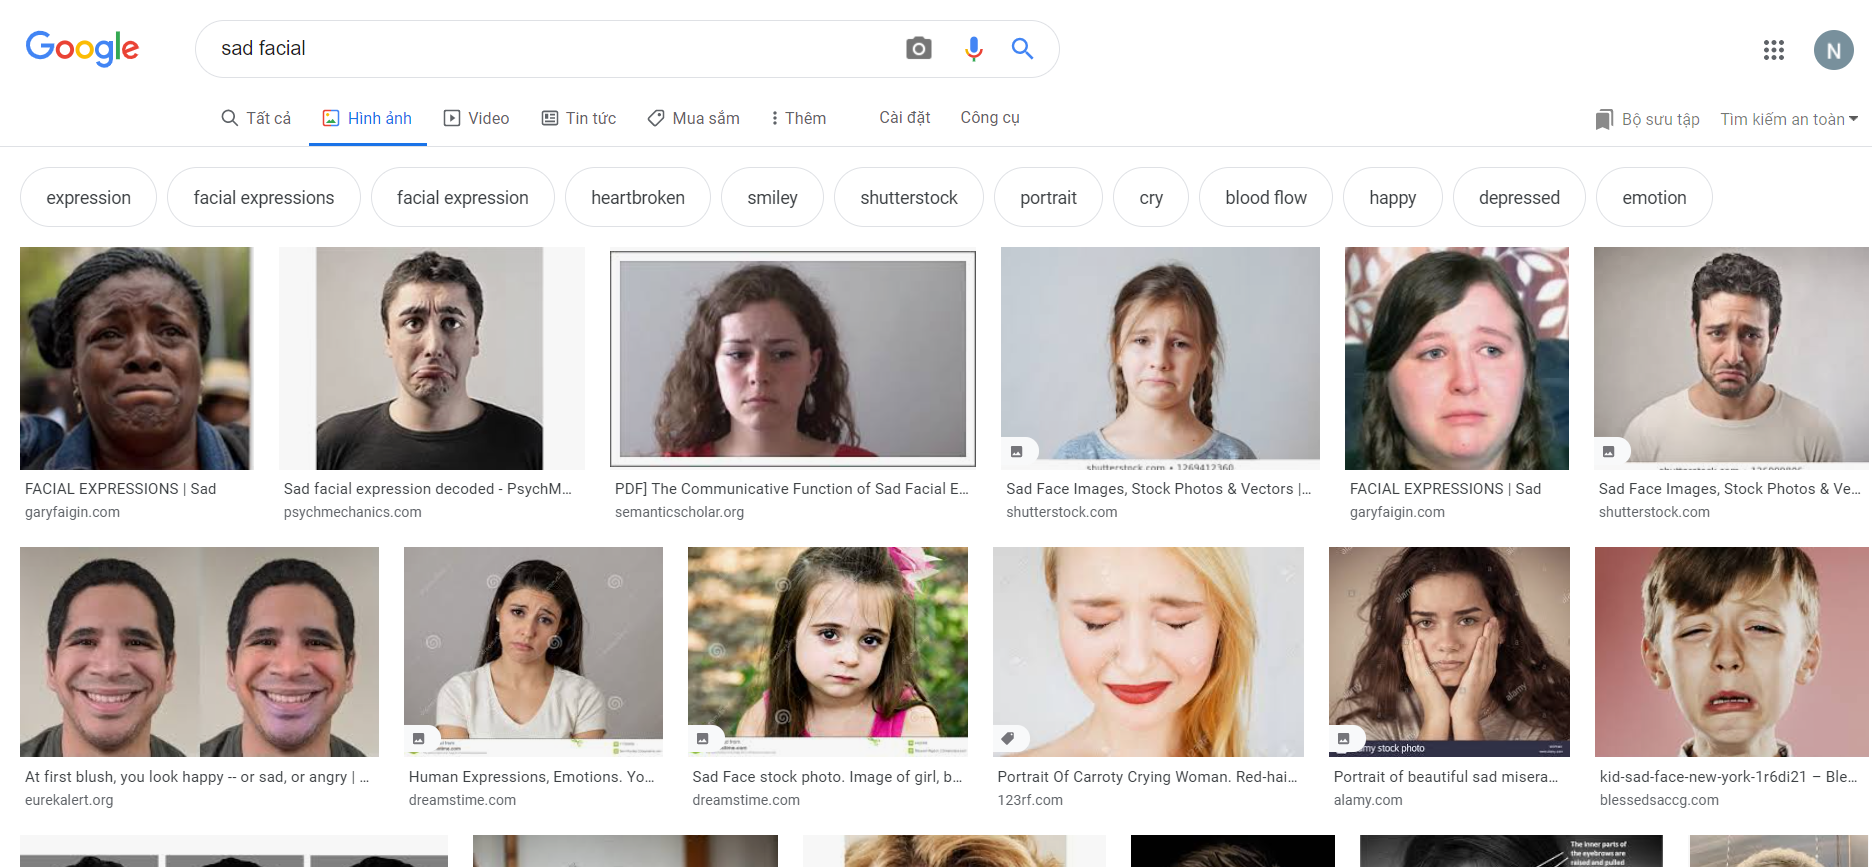 Google
sad facial
N
Tất cả
Hình ảnh
Video
Tin tức
Mua sắm
Thêm
Cài đặt
Công cụ
Bộ sưu tập
Tìm kiếm an toàn
expression
facial expressions
facial expression
heartbroken
smiley
shutterstock
portrait
cry
blood flow
happy
depressed
emotion
shutterstock.com • 1269412360
FACIAL EXPRESSIONS | Sad
garyfaigin.com
Sad facial expression decoded - PsychM...
psychmechanics.com
PDF] The Communicative Function of Sad Facial E...
semanticscholar.org
Sad Face Images, Stock Photos & Vectors |...
shutterstock.com
FACIAL EXPRESSIONS | Sad
garyfaigin.com
Sad Face Images, Stock Photos & Ve...
shutterstock.com
alamy
alamy
stock photo
At first blush, you look happy -- or sad, or angry | ...
eurekalert.org
Human Expressions, Emotions. Yo...
dreamstime.com
Sad Face stock photo. Image of girl, b...
dreamstime.com
Portrait Of Carroty Crying Woman. Red-hai...
123rf.com
Portrait of beautiful sad misera...
alamy.com
kid-sad-face-new-york-1r6di21 – Ble...
blessedsaccg.com
The inner parts of
the eyebrows are
raised and pulled